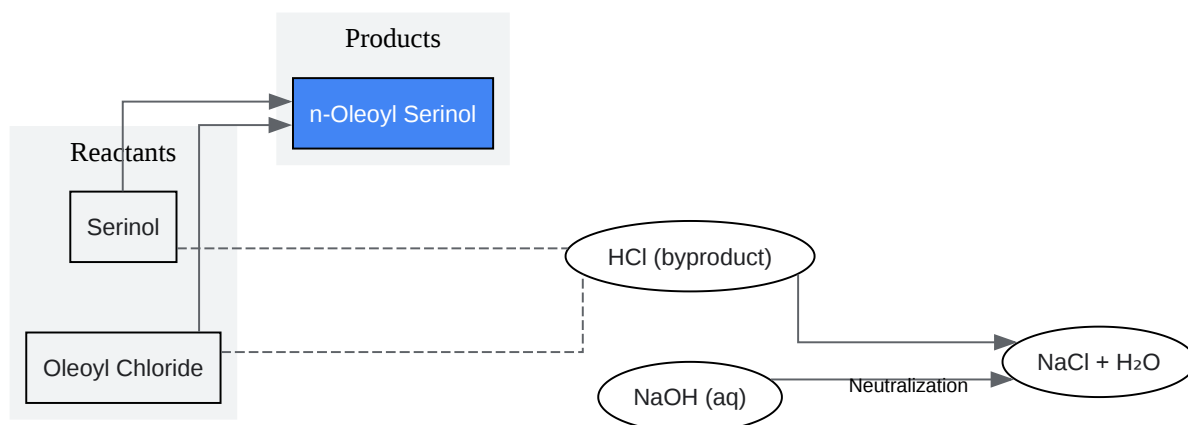 Products
n-Oleoyl Serinol
Reactants
Serinol
HCl (byproduct)
Oleoyl Chloride
NaCl + H₂O
Neutralization
NaOH (aq)